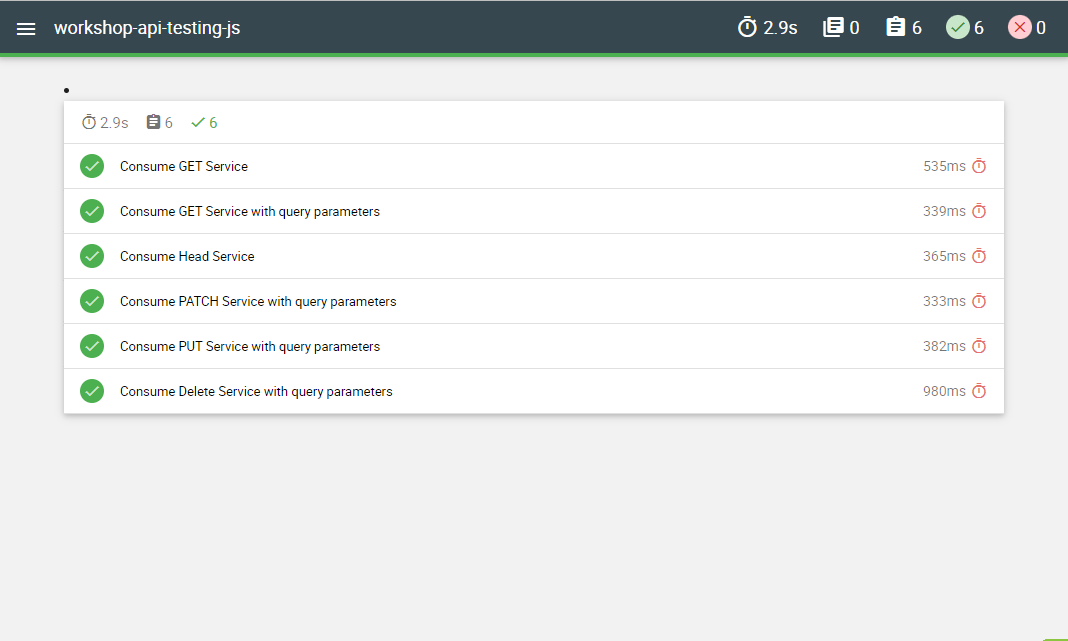 workshop-api-testing-js 2.9s 0 6 6 0
2.9s 6 6
Consume GET Service 535ms
Consume GET Service with query parameters 339ms
Consume Head Service 365ms
Consume PATCH Service with query parameters 333ms
Consume PUT Service with query parameters 382ms
Consume Delete Service with query parameters 980ms